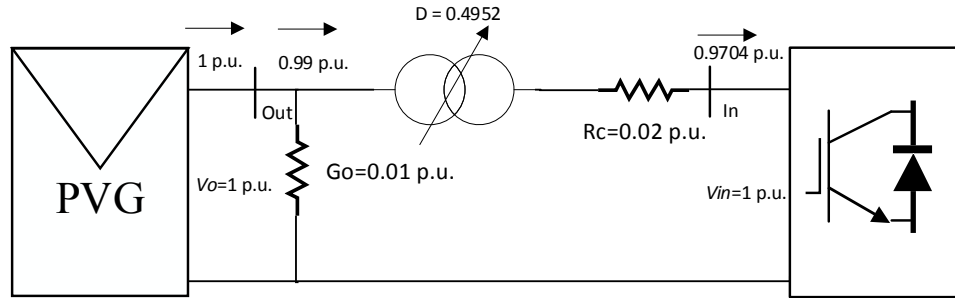 D = 0.4952
1 p.u.
0.99 p.u.
0.9704 p.u.
Out
In
Rc=0.02 p.u.
Go=0.01 p.u.
PVG
Vo=1 p.u.
Vin=1 p.u.